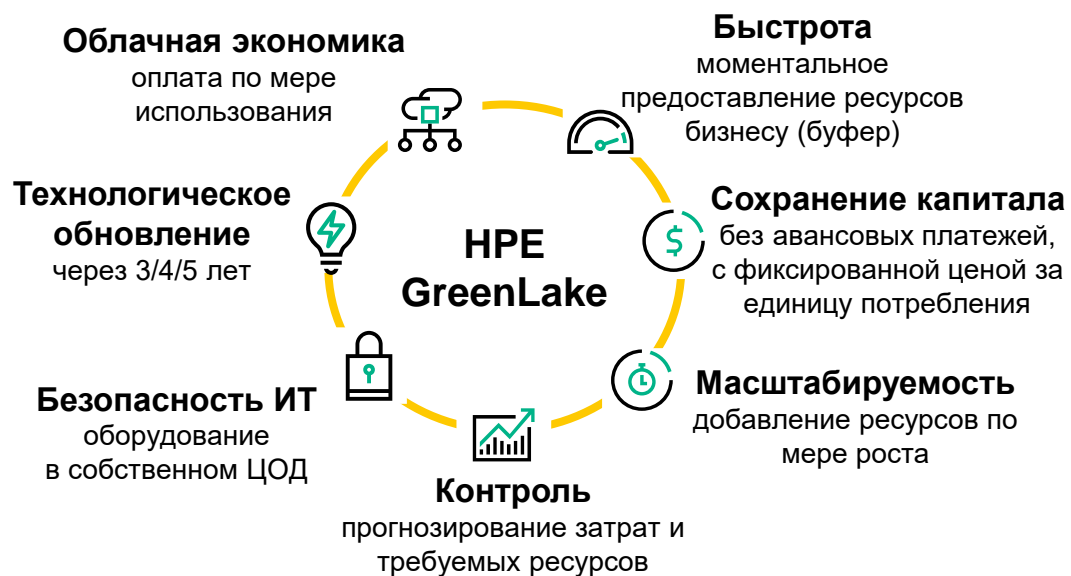 Облачная экономика
оплата по мере
использования
Быстрота
моментальное
предоставление ресурсов
бизнесу (буфер)
Технологическое
обновление
через 3/4/5 лет
HPE
GreenLake
$
Сохранение капитала
без авансовых платежей,
с фиксированной ценой за
единицу потребления
Безопасность ИТ
оборудование
в собственном ЦОД
Масштабируемость
добавление ресурсов по
мере роста
Контроль
прогнозирование затрат и
требуемых ресурсов